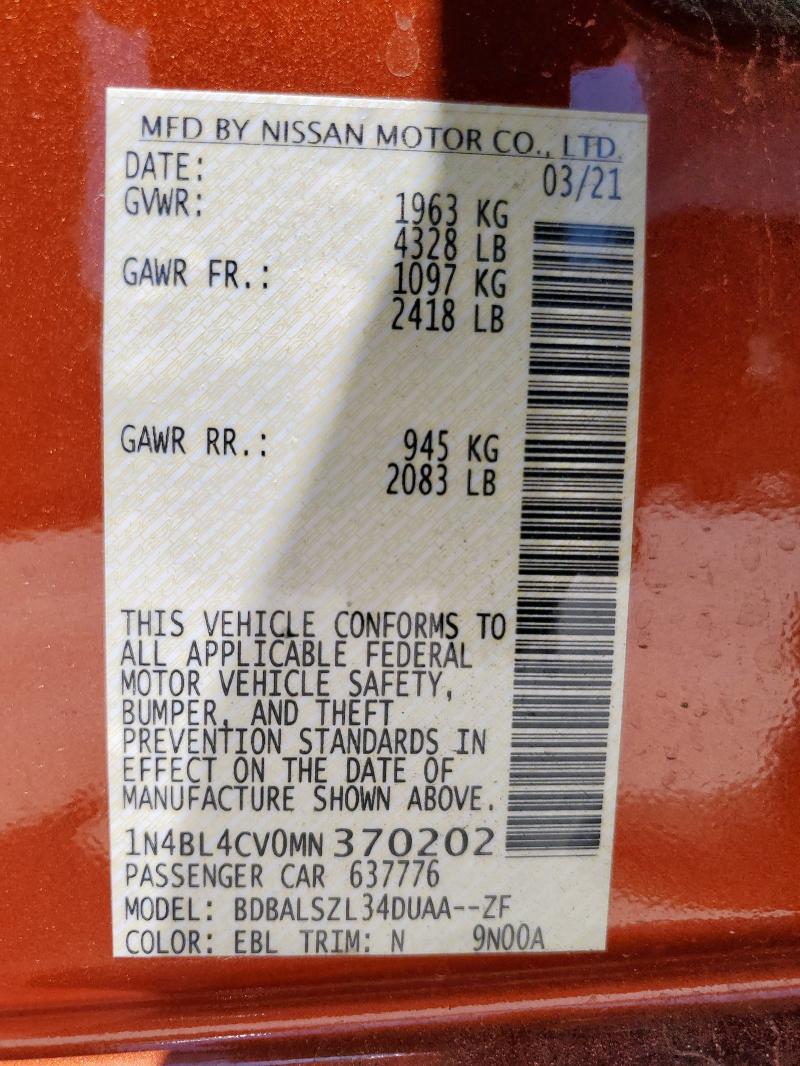 MFD BY NISSAN MOTOR CO., LTD.
DATE: 03/21
GVWR: 1963 KG
4328 LB
GAWR FR.: 1097 KG
2418 LB
GAWR RR.: 945 KG
2083 LB
THIS VEHICLE CONFORMS TO
ALL APPLICABLE FEDERAL
MOTOR VEHICLE SAFETY,
BUMPER, AND THEFT
PREVENTION STANDARDS IN
EFFECT ON THE DATE OF
MANUFACTURE SHOWN ABOVE.
1N4BL4CV0MN 370202
PASSENGER CAR 637776
MODEL: BDBALSZL34DUAA--ZF
COLOR: EBL TRIM: N 9N00A